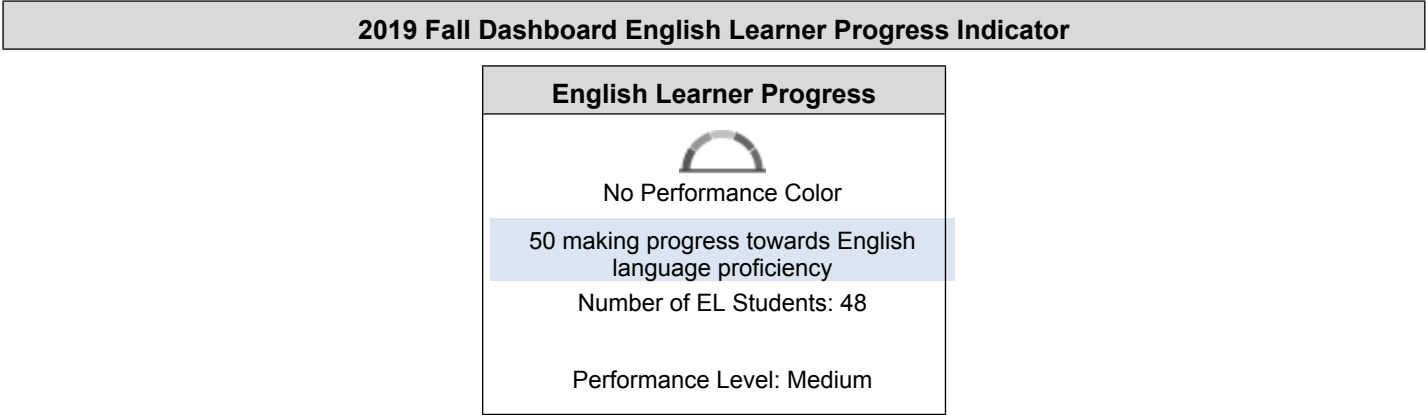 2019 Fall Dashboard English Learner Progress Indicator
English Learner Progress
No Performance Color
50 making progress towards English
language proficiency
Number of EL Students: 48
Performance Level: Medium